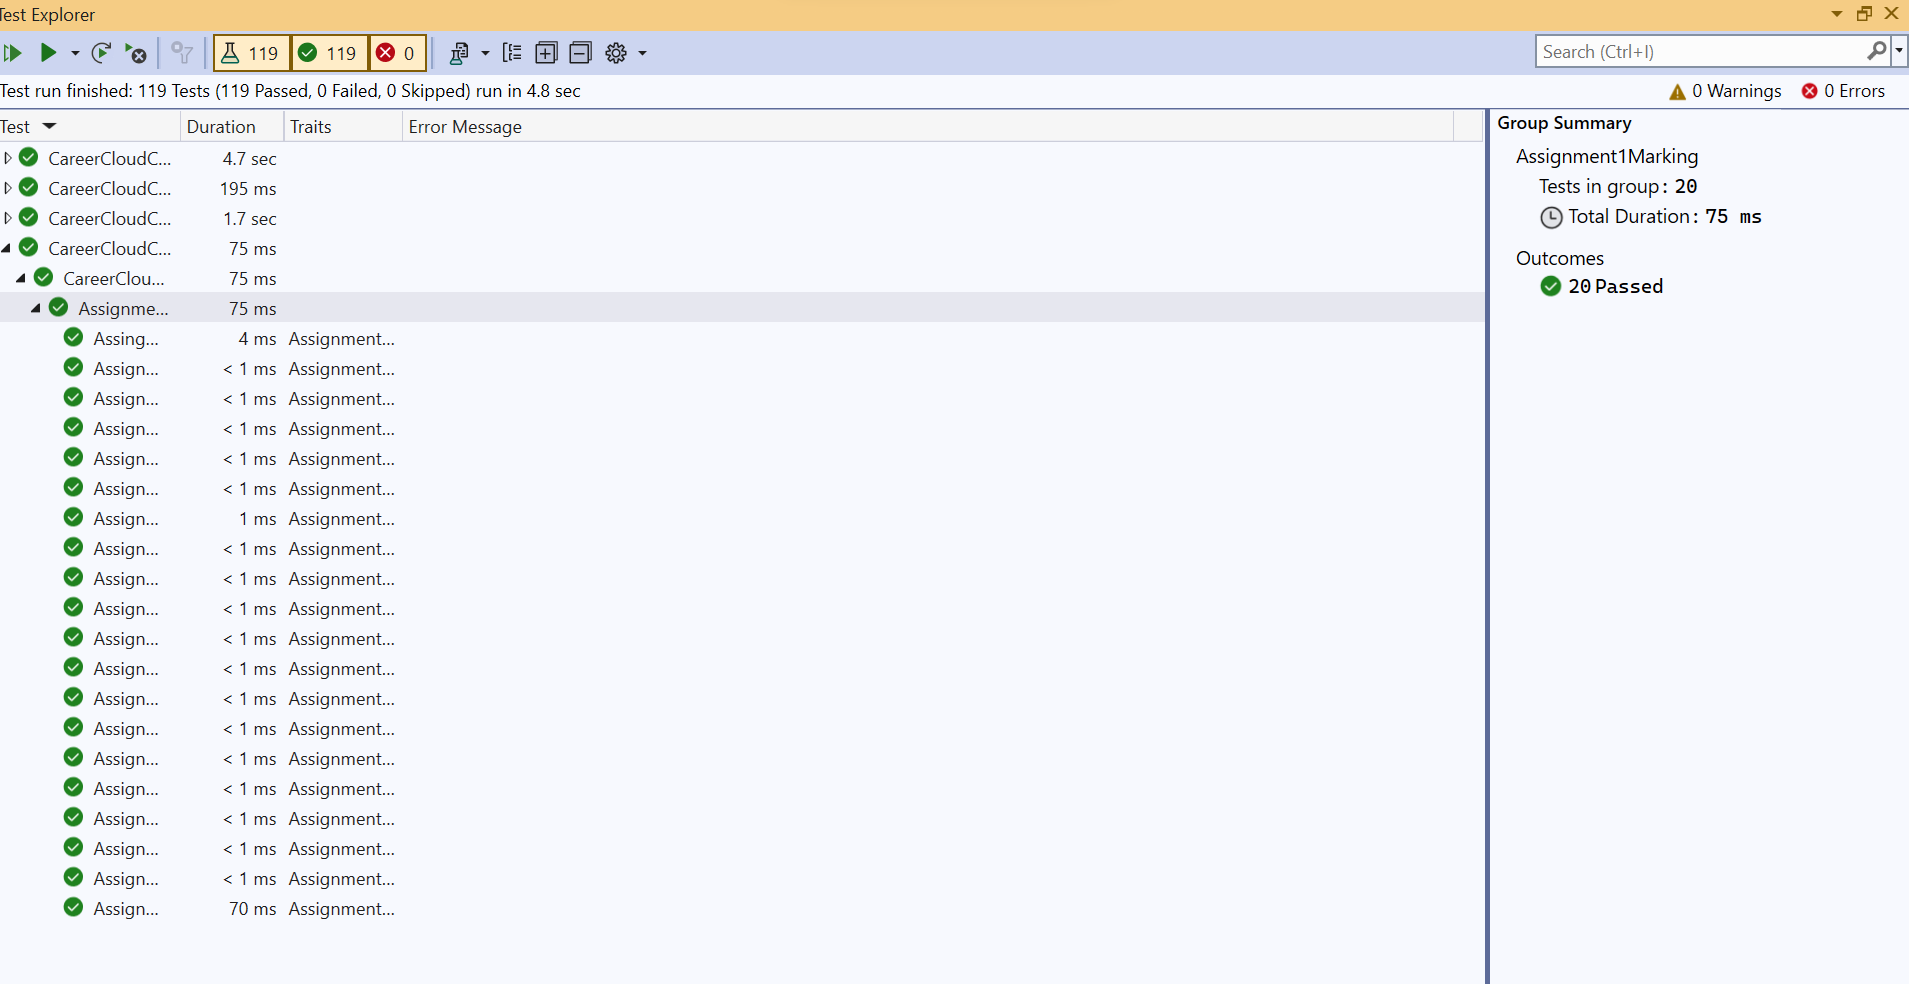 Test Explorer
119 119 0
Search (Ctrl+I)
Test run finished: 119 Tests (119 Passed, 0 Failed, 0 Skipped) run in 4.8 sec
0 Warnings 0 Errors
Test Duration Traits Error Message
CareerCloudC... 4.7 sec
CareerCloudC... 195 ms
CareerCloudC... 1.7 sec
CareerCloudC... 75 ms
CareerClou... 75 ms
Assignme... 75 ms
Assing... 4 ms Assignment...
Assign... < 1 ms Assignment...
Assign... < 1 ms Assignment...
Assign... < 1 ms Assignment...
Assign... < 1 ms Assignment...
Assign... < 1 ms Assignment...
Assign... 1 ms Assignment...
Assign... < 1 ms Assignment...
Assign... < 1 ms Assignment...
Assign... < 1 ms Assignment...
Assign... < 1 ms Assignment...
Assign... < 1 ms Assignment...
Assign... < 1 ms Assignment...
Assign... < 1 ms Assignment...
Assign... < 1 ms Assignment...
Assign... < 1 ms Assignment...
Assign... < 1 ms Assignment...
Assign... < 1 ms Assignment...
Assign... < 1 ms Assignment...
Assign... 70 ms Assignment...
Group Summary
Assignment1Marking
Tests in group: 20
Total Duration: 75 ms
Outcomes
20 Passed